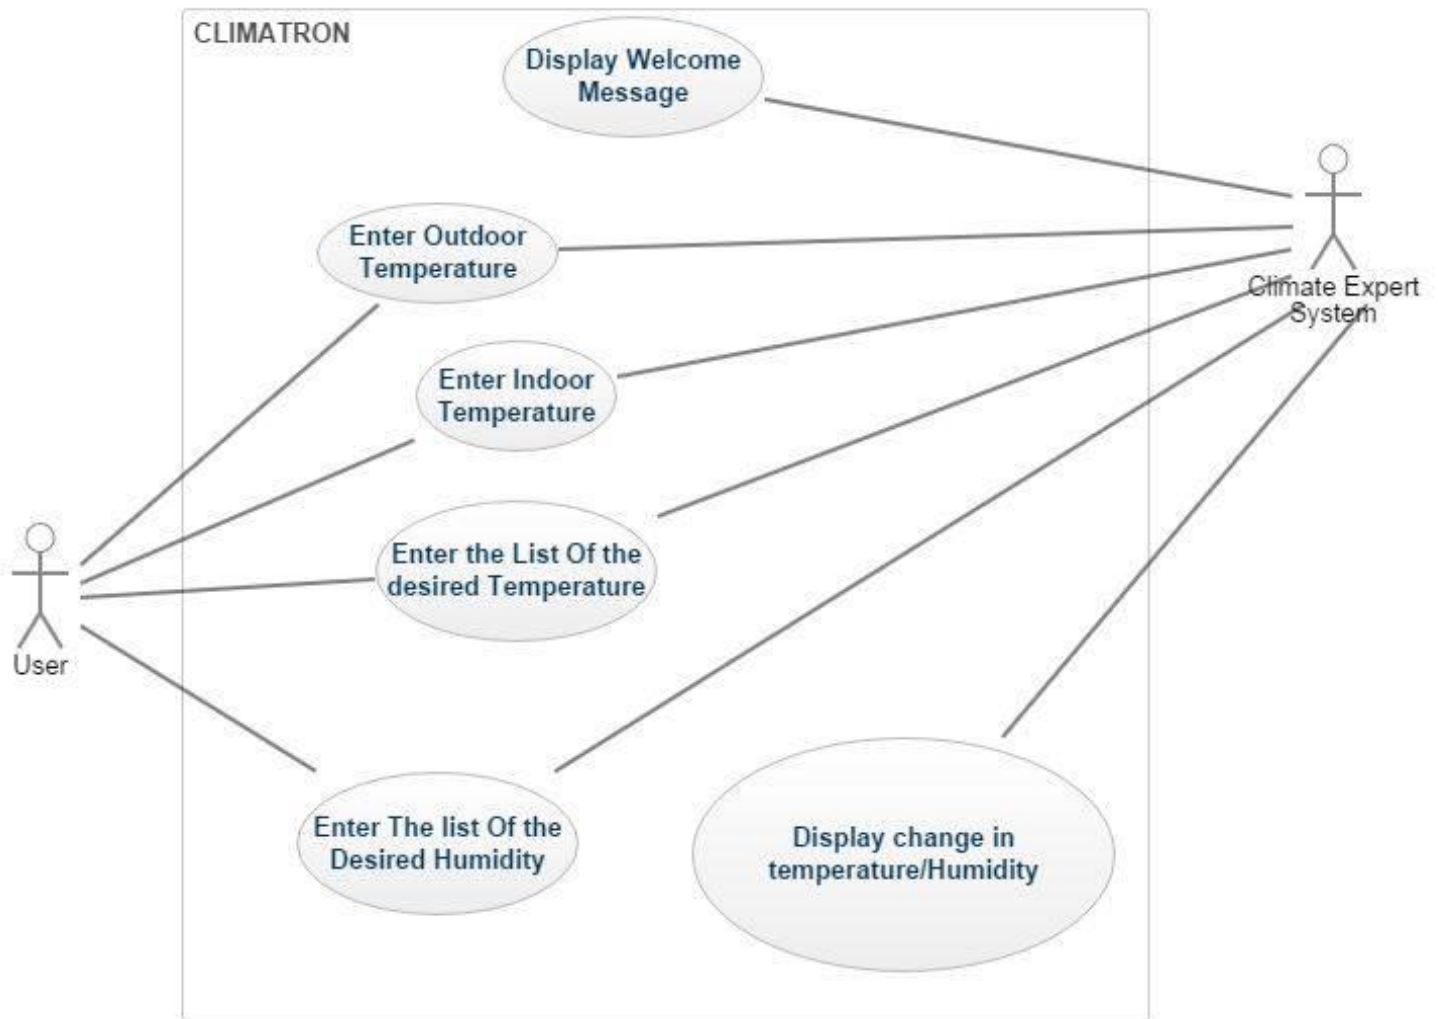 CLIMATRON
Display Welcome
Message
Enter Outdoor
Temperature
Climate Expert
System
Enter Indoor
Temperature
Enter the List Of the
desired Temperature
User
Enter The list Of the
Desired Humidity
Display change in
temperature/Humidity